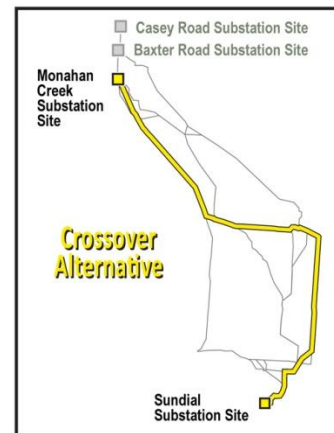 Casey Road Substation Site
Baxter Road Substation Site
Monahan
Creek
Substation
Site
Crossover
Alternative
Sundial
Substation Site